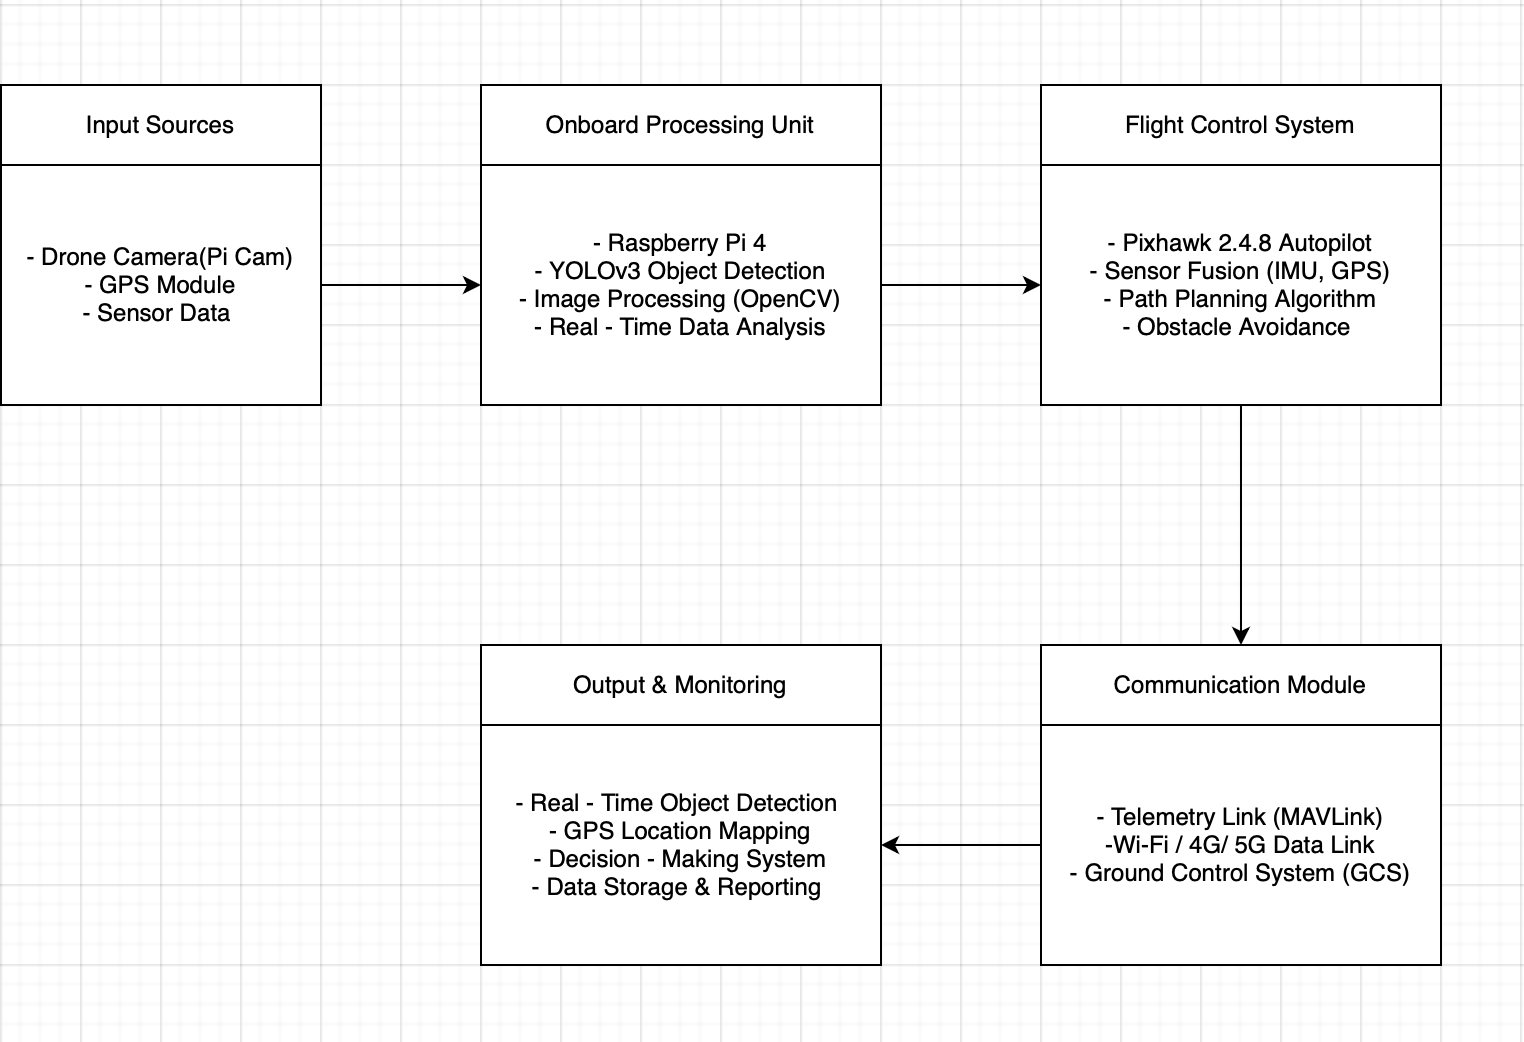 Input Sources
- Drone Camera(Pi Cam)
- GPS Module
- Sensor Data
Onboard Processing Unit
- Raspberry Pi 4
- YOLOv3 Object Detection
- Image Processing (OpenCV)
- Real - Time Data Analysis
Flight Control System
- Pixhawk 2.4.8 Autopilot
- Sensor Fusion (IMU, GPS)
- Path Planning Algorithm
- Obstacle Avoidance
Communication Module
- Telemetry Link (MAVLink)
-Wi-Fi / 4G/ 5G Data Link
- Ground Control System (GCS)
Output & Monitoring
- Real - Time Object Detection
- GPS Location Mapping
- Decision - Making System
- Data Storage & Reporting